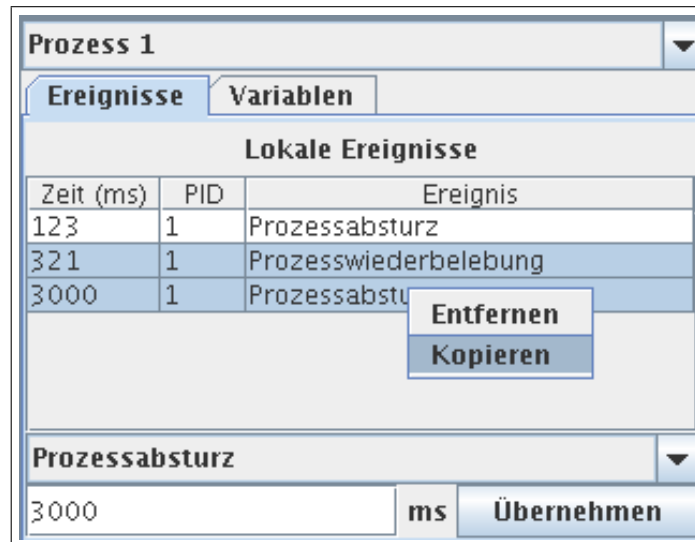 Prozess 1
Ereignisse Variablen
Lokale Ereignisse
Zeit (ms) PID Ereignis
123 1 Prozessabsturz
321 1 Prozesswiederbelebung
3000 1 Prozessabstu
Entfernen
Kopieren
Prozessabsturz
3000 ms Übernehmen